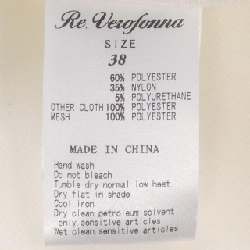 Re. Verofonna
SIZE
38
60% POLYESTER
35% NYLON
5% POLYURETHANE
OTHER CLOTH 100% POLYESTER
MESH 100% POLYESTER
MADE IN CHINA
Hand wash
Do not bleach
Tumble dry normal low heat
Dry flat in shade
Cool iron
Dry clean petroleum solvent
only sensitive articles
Wet clean sensitive articles